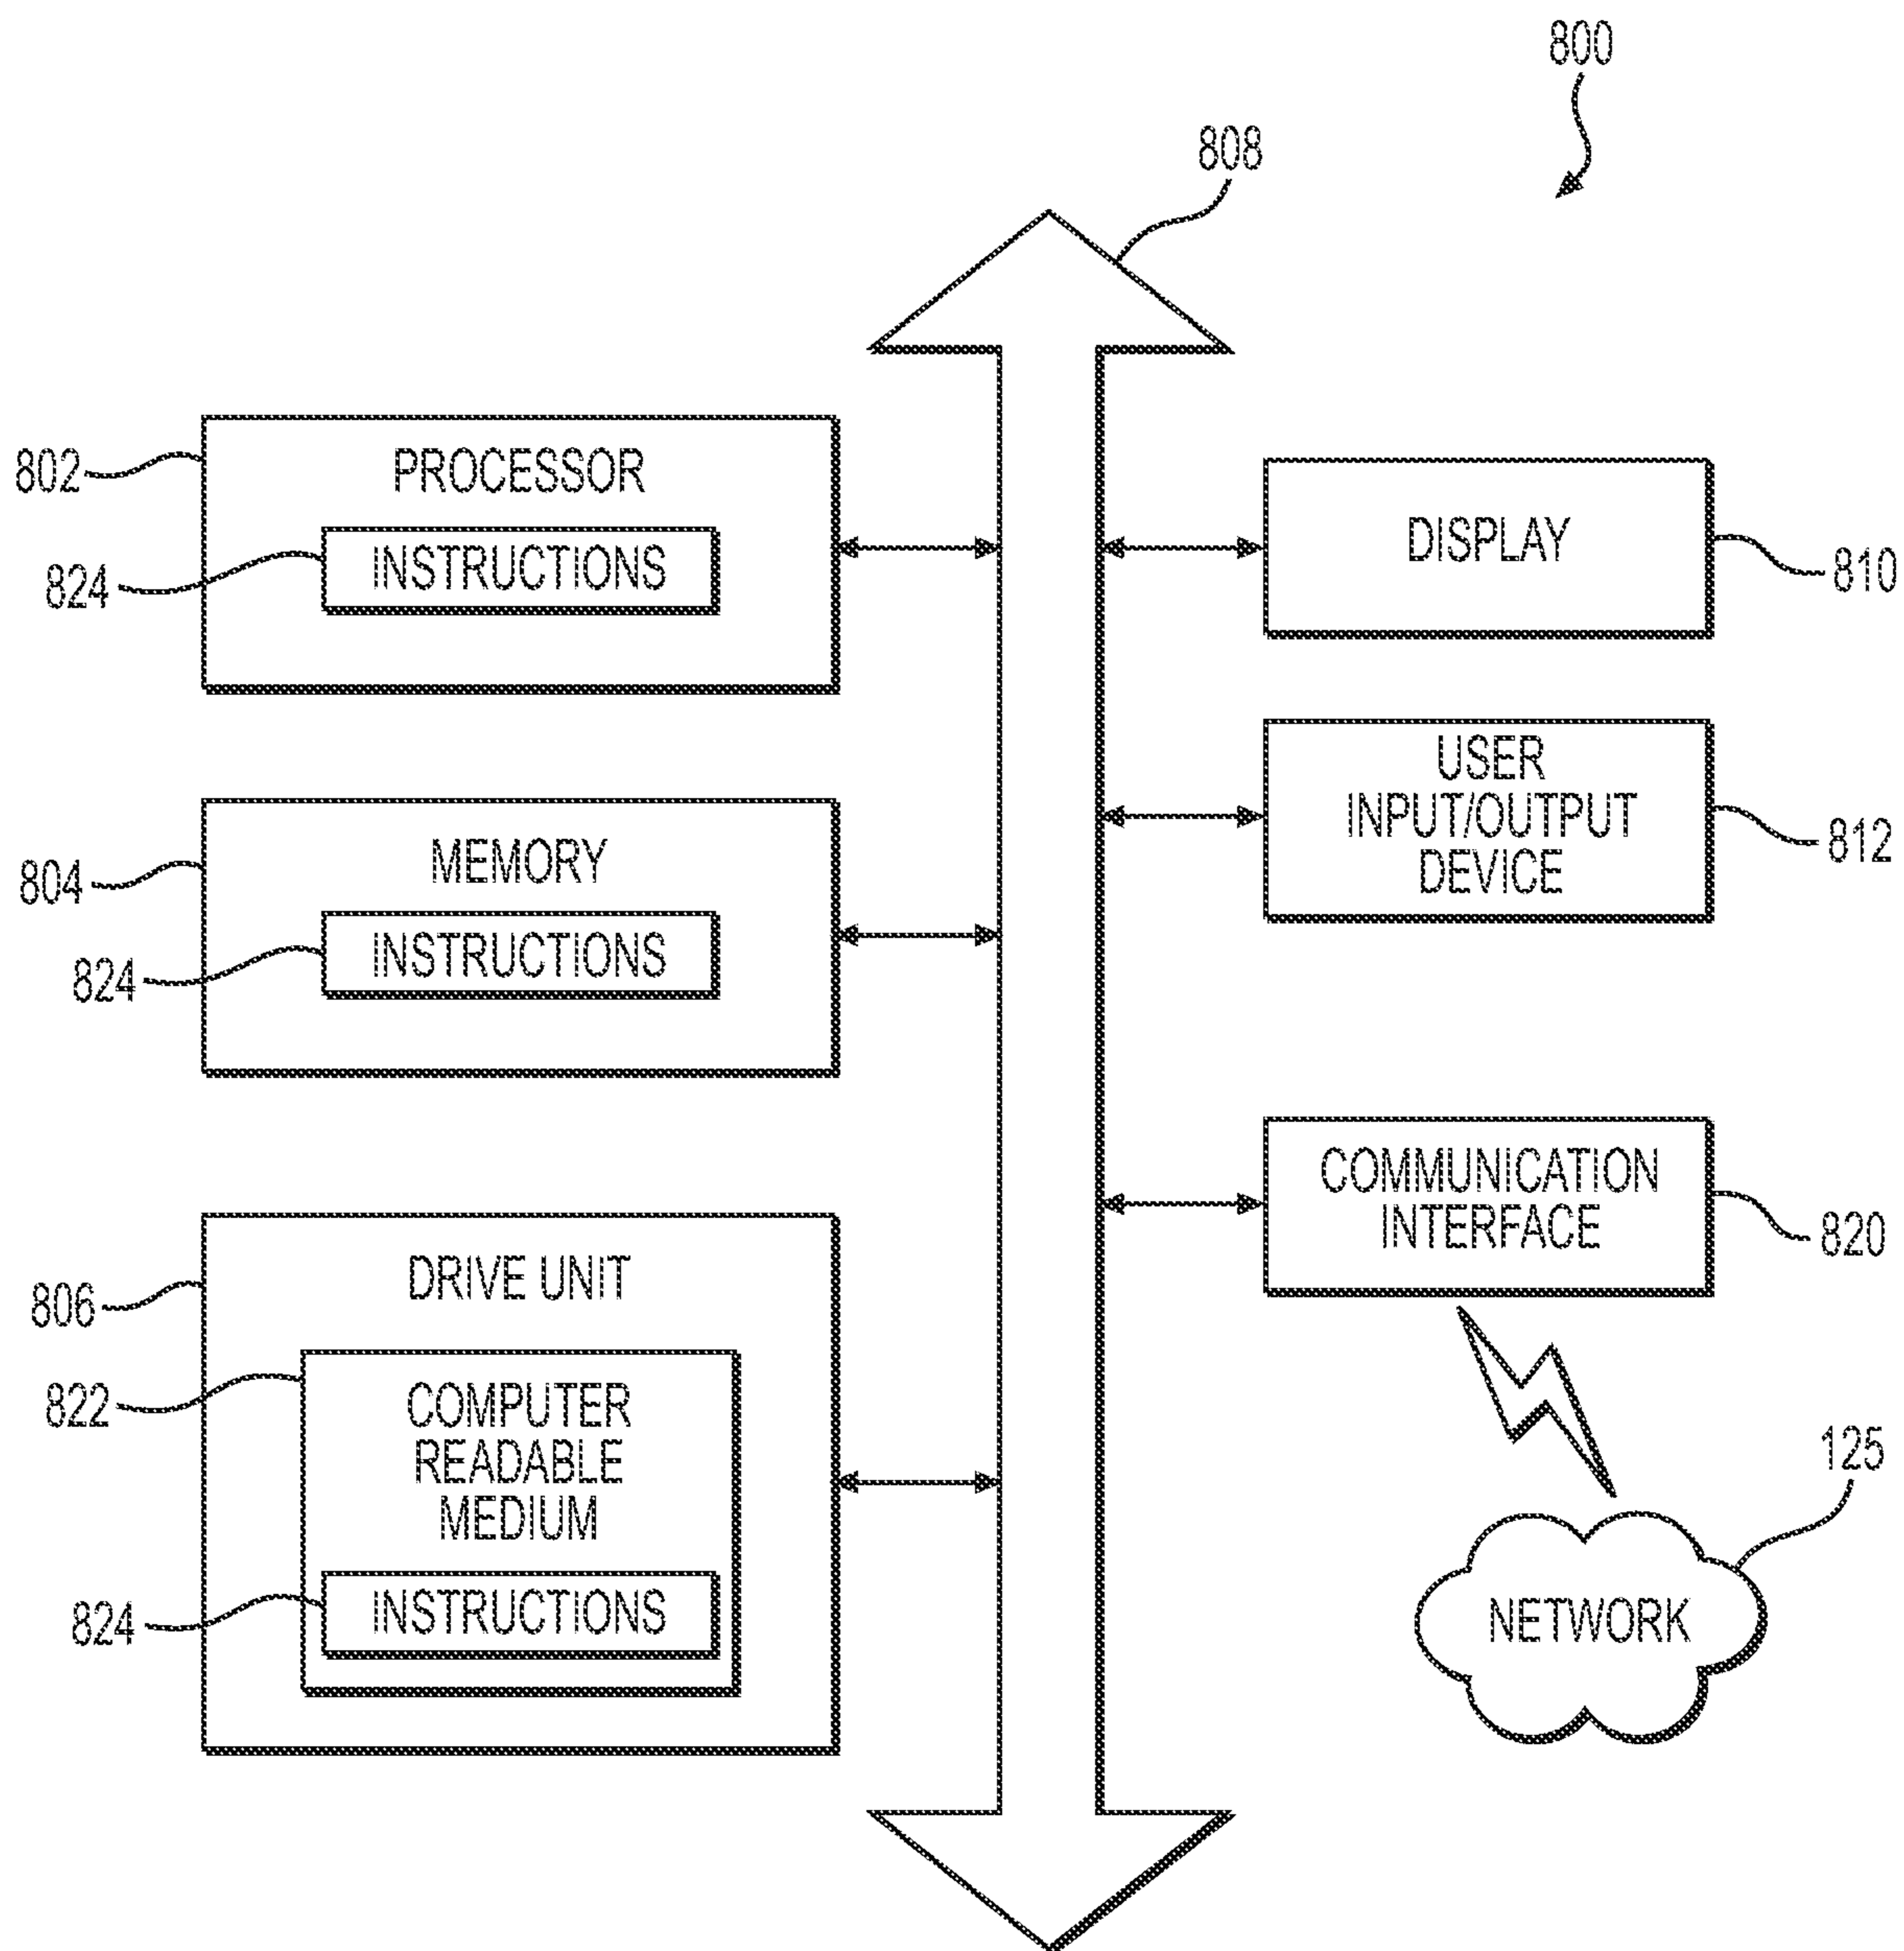 800
808
802
PROCESSOR
824
INSTRUCTIONS
DISPLAY
810
USER
INPUT/OUTPUT
DEVICE
812
804
MEMORY
824
INSTRUCTIONS
COMMUNICATION
INTERFACE
820
806
DRIVE UNIT
822
COMPUTER
READABLE
MEDIUM
824
INSTRUCTIONS
125
NETWORK